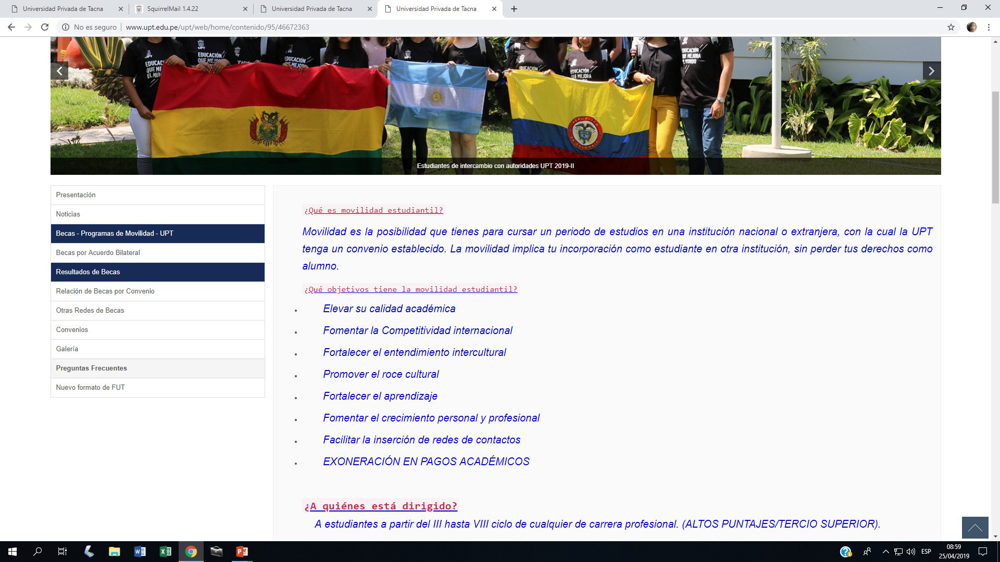 Universidad Privada de Tacna
SquirrelMail 1.4.22
Universidad Privada de Tacna
Universidad Privada de Tacna
No es seguro
www.upt.edu.pe/upt/web/home/contenido/95/46672363
UPT
EDUCACIÓN
QUE MEJORA
EDUCACIÓN
QUE MEJORA
EL MUNDO
REPUBLICA
DE COLOMBIA
Estudiantes de intercambio con autoridades UPT 2019-II
Presentación
Noticias
Becas - Programas de Movilidad - UPT
Becas por Acuerdo Bilateral
Resultados de Becas
Relación de Becas por Convenio
Otras Redes de Becas
Convenios
Galería
Preguntas Frecuentes
Nuevo formato de FUT
¿Qué es movilidad estudiantil?
Movilidad es la posibilidad que tienes para cursar un periodo de estudios en una institución nacional o extranjera, con la cual la UPT
tenga un convenio establecido. La movilidad implica tu incorporación como estudiante en otra institución, sin perder tus derechos como
alumno.
¿Qué objetivos tiene la movilidad estudiantil?
• Elevar su calidad académica
• Fomentar la Competitividad internacional
• Fortalecer el entendimiento intercultural
• Promover el roce cultural
• Fortalecer el aprendizaje
• Fomentar el crecimiento personal y profesional
• Facilitar la inserción de redes de contactos
• EXONERACIÓN EN PAGOS ACADÉMICOS
¿A quiénes está dirigido?
A estudiantes a partir del III hasta VIII ciclo de cualquier de carrera profesional. (ALTOS PUNTAJES/TERCIO SUPERIOR).
ESP
08:59
25/04/2019